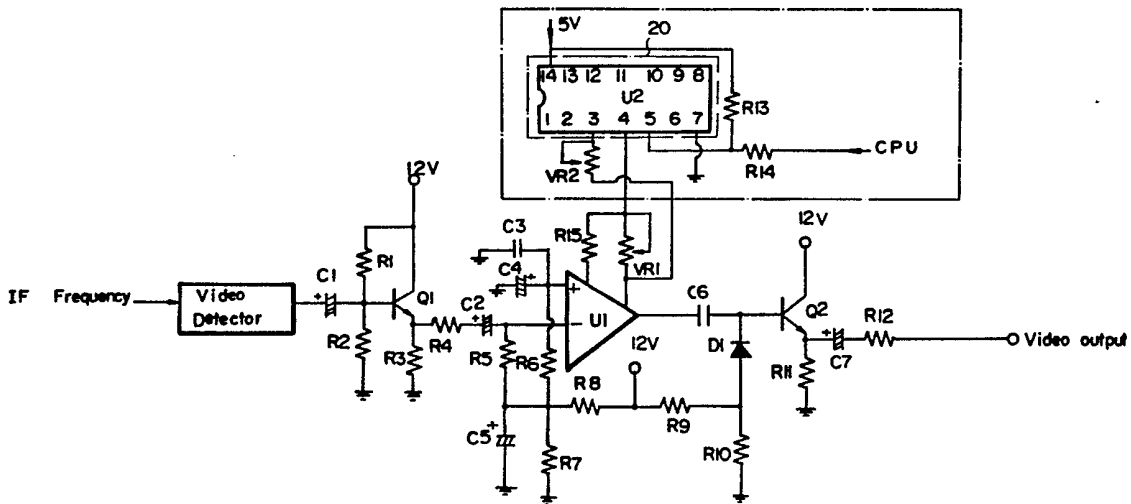 5V
20
14 13 12 11 10 9 8
U2
1 2 3 4 5 6 7
R13
R14
CPU
VR2
12V
C3
C4
R15
VR1
12V
R1
C1
Q1
IF Frequency
Video Detector
R2
R3
R4
C2
R5
R6
+
−
U1
C6
Q2
R12
Video output
12V
D1
R11
C7
R8
R9
C5
+
R7
R10